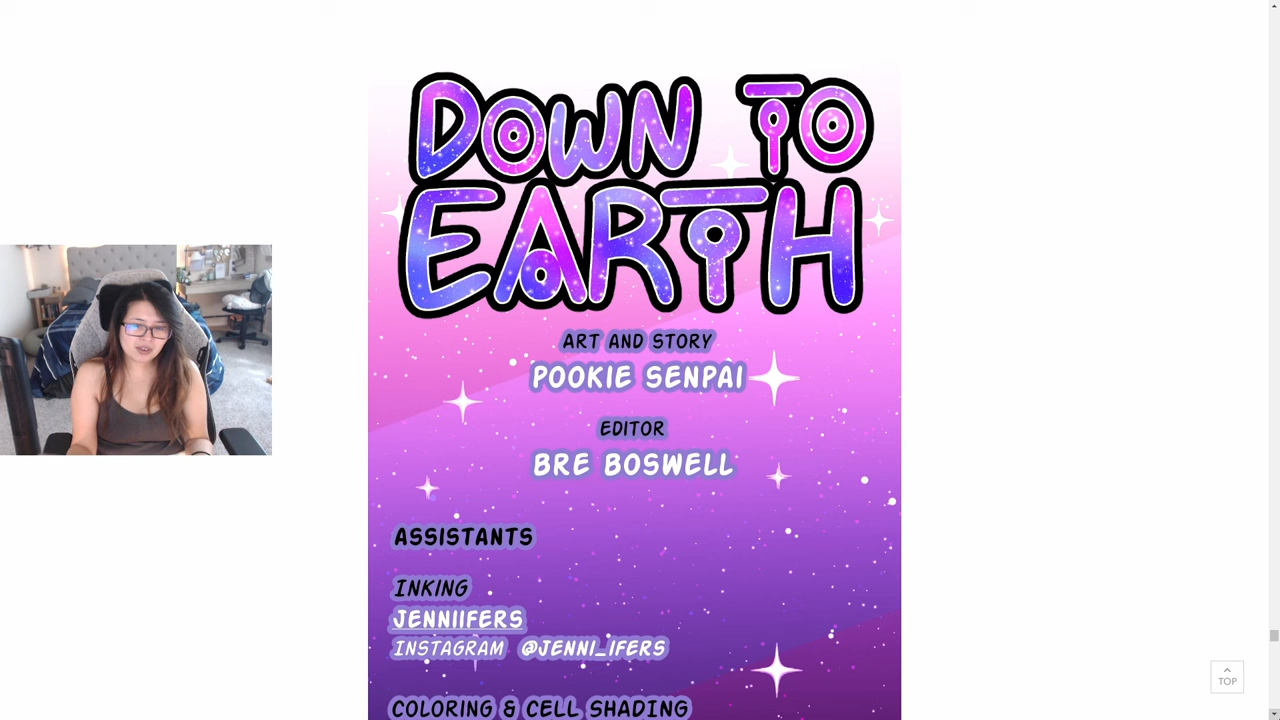 DOWN TO
EARTH
ART AND STORY
POOKIE SENPAI
EDITOR
BRE BOSWELL
ASSISTANTS
INKING
JENNIIFERS
INSTAGRAM @JENNI_IFERS
COLORING & CELL SHADING
TOP